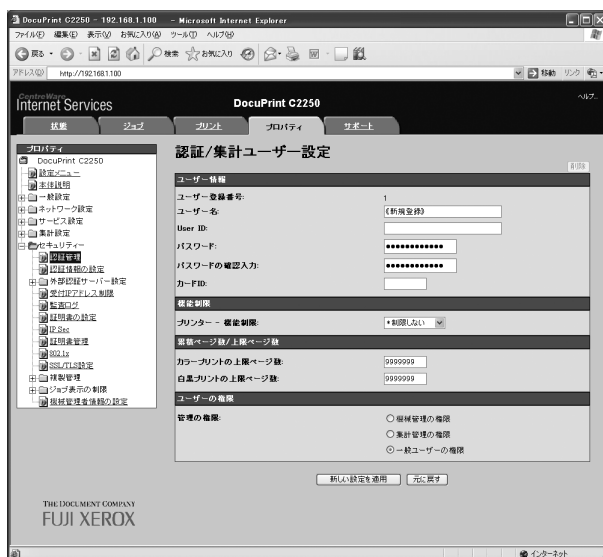 DocuPrint C2250 - 192.168.1.100 - Microsoft Internet Explorer
ファイル(F) 編集(E) 表示(V) お気に入り(A) ツール(T) ヘルプ(H)
戻る 検索 お気に入り
アドレス(D) http://192.168.1.100 移動 リンク
CentreWare
Internet Services
DocuPrint C2250
ヘルプ...
状態 ジョブ プリント プロパティ サポート
プロパティ
DocuPrint C2250
設定メニュー
本体説明
一般設定
ネットワーク設定
サービス設定
集計設定
セキュリティー
認証管理
認証情報の設定
外部認証サーバー設定
受付IPアドレス制限
監査ログ
証明書の設定
IP Sec
証明書管理
802.1x
SSL/TLS設定
複製管理
ジョブ表示の制限
機械管理者情報の設定
認証/集計ユーザー設定
削除
ユーザー情報
ユーザー登録番号: 1
ユーザー名: (新規登録)
User ID:
パスワード: ●●●●●●●●●●●●
パスワードの確認入力: ●●●●●●●●●●●●
カードID:
機能制限
プリンター - 機能制限: *制限しない
累積ページ数/上限ページ数
カラープリントの上限ページ数: 9999999
白黒プリントの上限ページ数: 9999999
ユーザーの権限
管理の権限: 機械管理の権限
集計管理の権限
一般ユーザーの権限
新しい設定を適用 元に戻す
THE DOCUMENT COMPANY
FUJI XEROX
インターネット